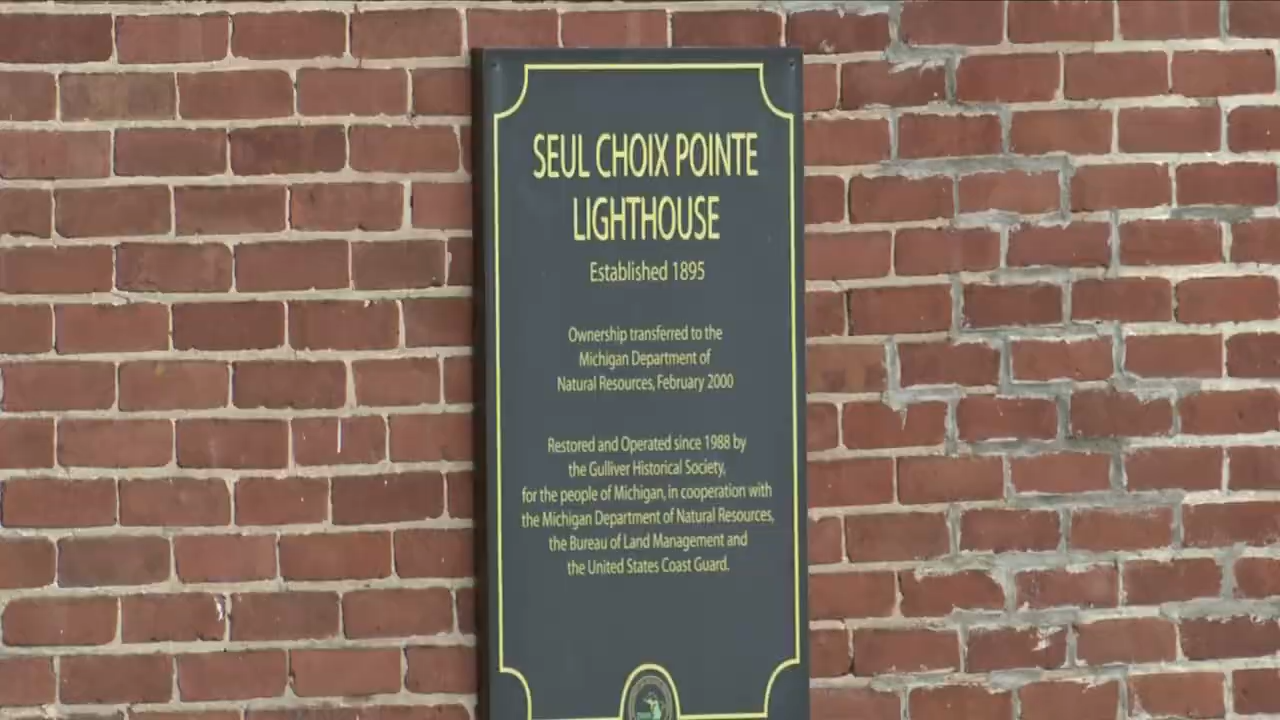 SEUL CHOIX POINTE
LIGHTHOUSE
Established 1895
Ownership transferred to the
Michigan Department of
Natural Resources, February 2000
Restored and Operated since 1988 by
the Gulliver Historical Society,
for the people of Michigan, in cooperation with
the Michigan Department of Natural Resources,
the Bureau of Land Management and
the United States Coast Guard.